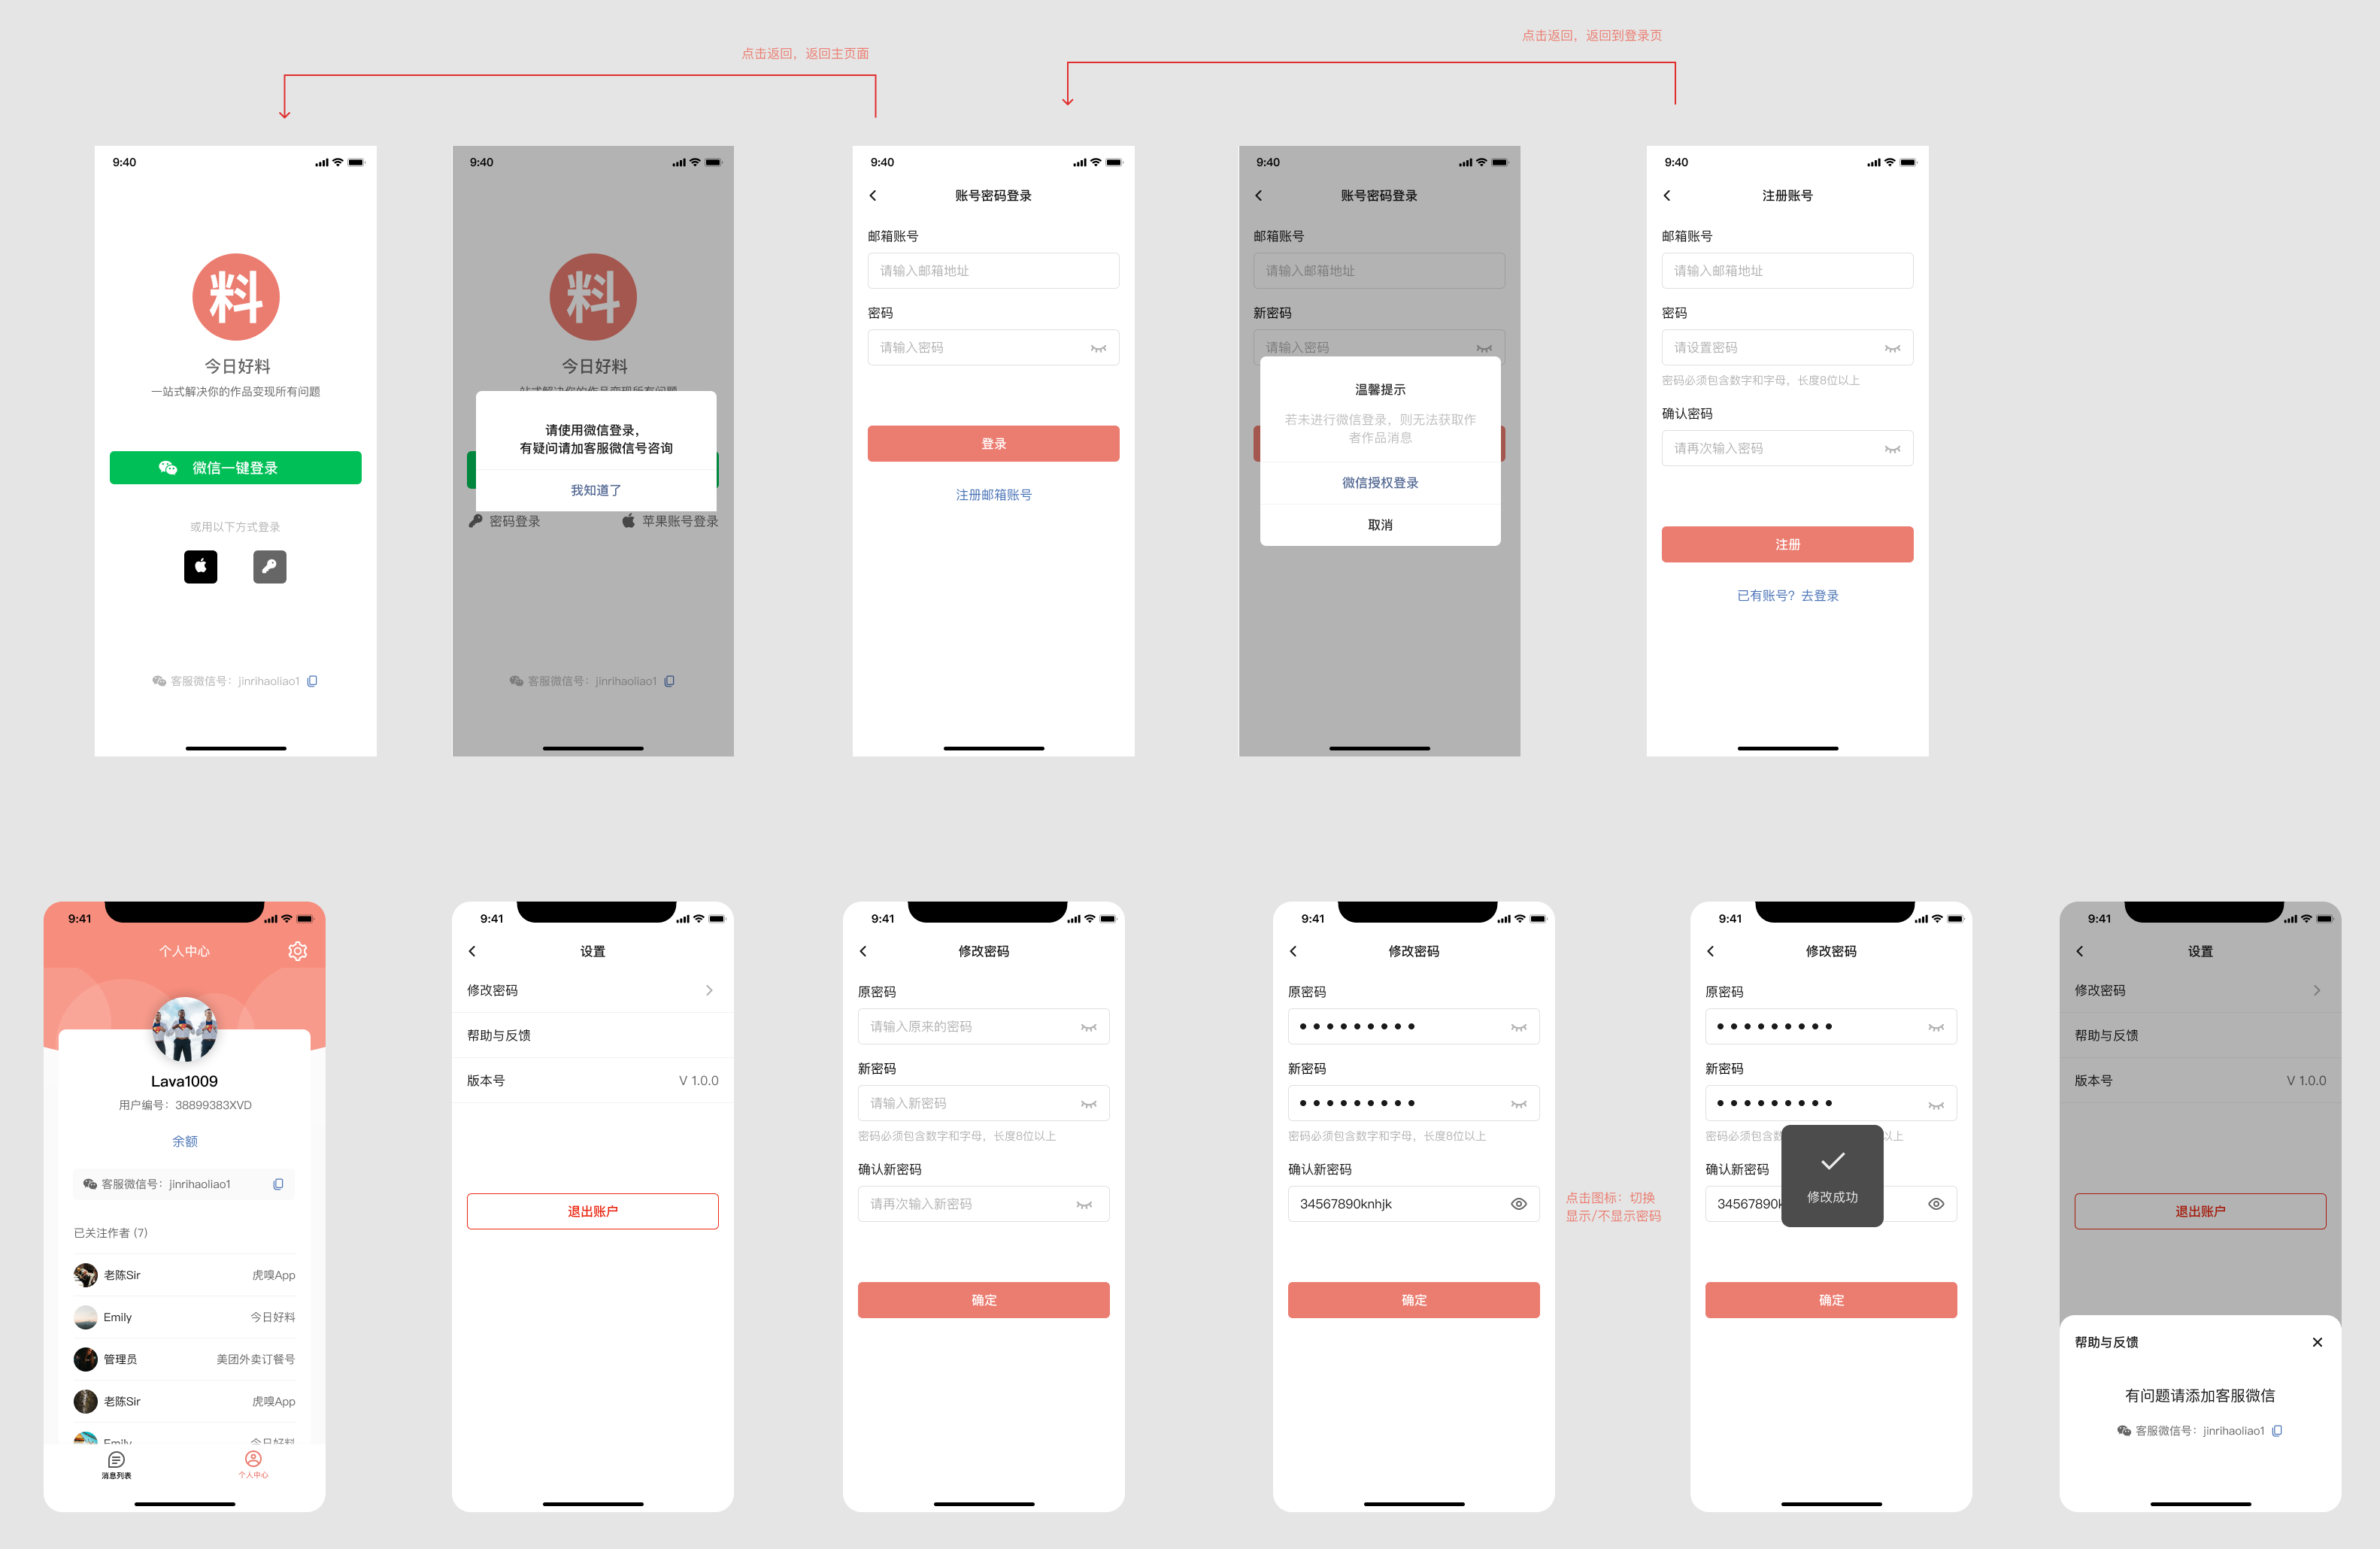 点击返回，返回主页面
点击返回，返回到登录页
9:40
料
今日好料
一站式解决你的作品变现所有问题
微信一键登录
或用以下方式登录
客服微信号：jinrihaoliao1
9:40
料
今日好料
一站式解决你的作品变现所有问题
请使用微信登录，
有疑问请加客服微信号咨询
我知道了
密码登录
苹果账号登录
客服微信号：jinrihaoliao1
9:40
账号密码登录
邮箱账号
请输入邮箱地址
密码
请输入密码
登录
注册邮箱账号
9:40
账号密码登录
邮箱账号
请输入邮箱地址
新密码
请输入密码
温馨提示
若未进行微信登录，则无法获取作
者作品消息
微信授权登录
取消
9:40
注册账号
邮箱账号
请输入邮箱地址
密码
请设置密码
密码必须包含数字和字母，长度8位以上
确认密码
请再次输入密码
注册
已有账号？去登录
9:41
个人中心
Lava1009
用户编号：38899383XVD
余额
客服微信号：jinrihaoliao1
已关注作者 (7)
老陈Sir
虎嗅App
Emily
今日好料
管理员
美团外卖订餐号
老陈Sir
虎嗅App
Emily
今日好料
消息列表
个人中心
9:41
设置
修改密码
帮助与反馈
版本号
V 1.0.0
退出账户
9:41
修改密码
原密码
请输入原来的密码
新密码
请输入新密码
密码必须包含数字和字母，长度8位以上
确认新密码
请再次输入新密码
确定
9:41
修改密码
原密码
新密码
密码必须包含数字和字母，长度8位以上
确认新密码
34567890knhjk
确定
点击图标：切换
显示/不显示密码
9:41
修改密码
原密码
新密码
密码必须包含数
以上
确认新密码
34567890k
修改成功
确定
9:41
设置
修改密码
帮助与反馈
版本号
V 1.0.0
退出账户
帮助与反馈
有问题请添加客服微信
客服微信号：jinrihaoliao1